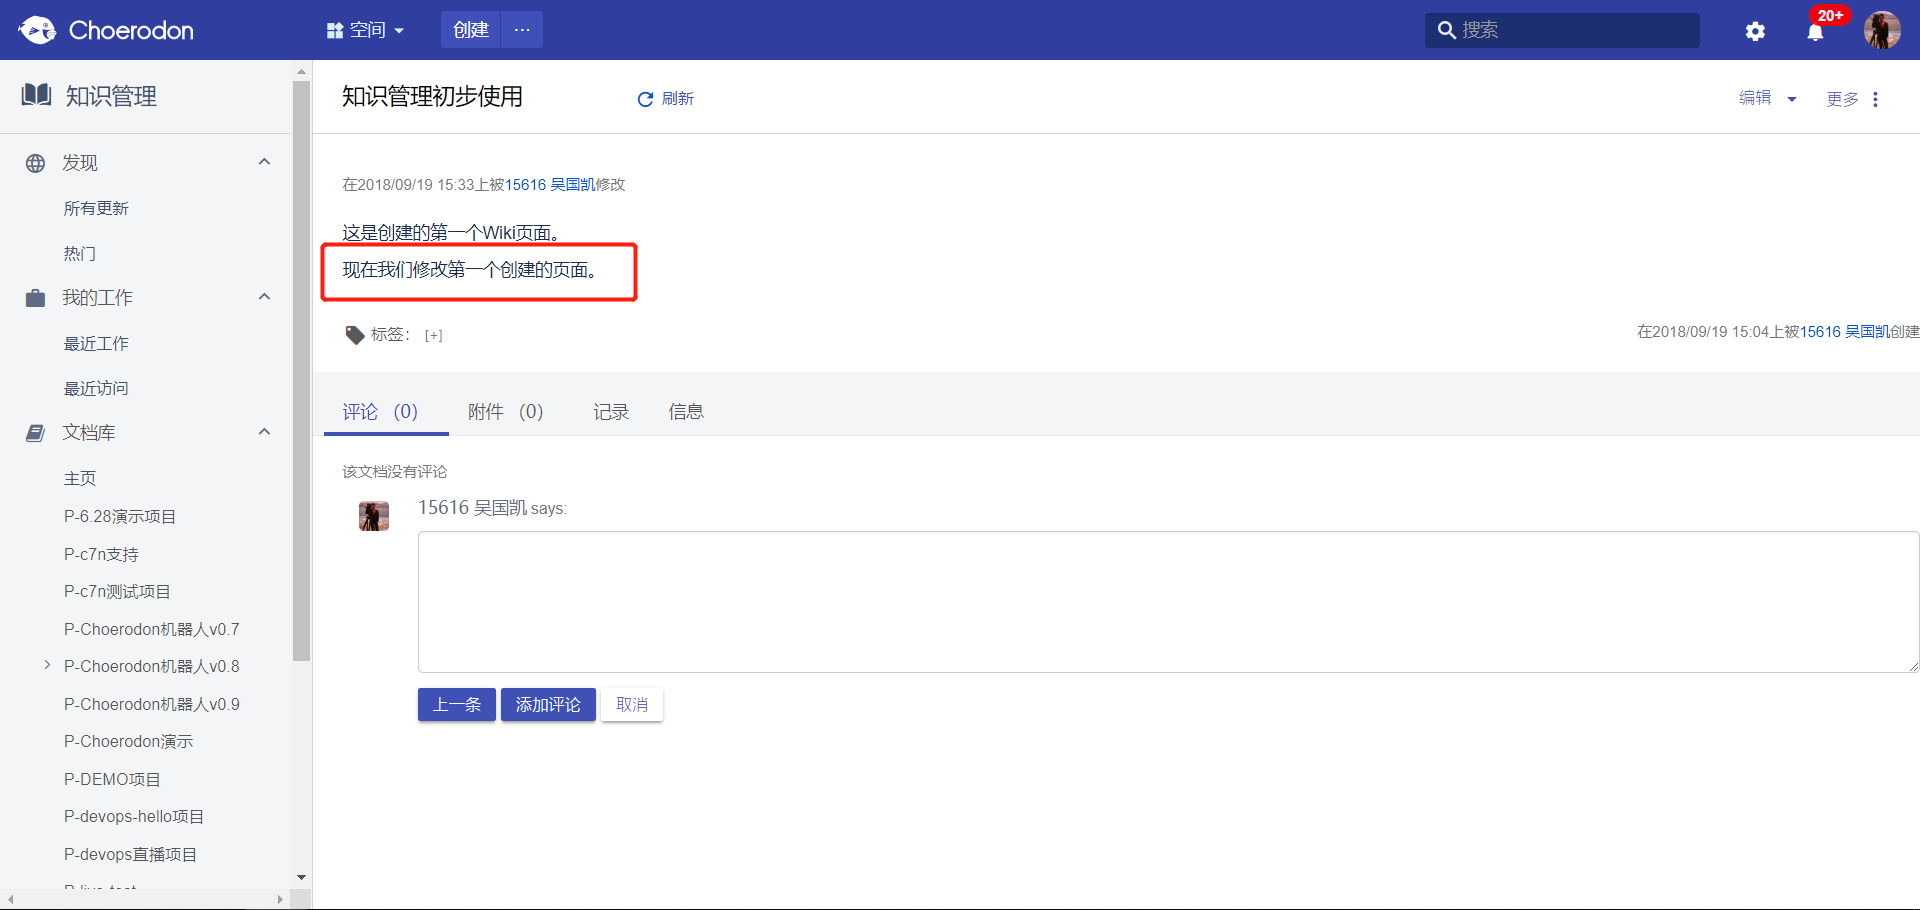 Choerodon
空间
创建
···
搜索
20+
知识管理
发现
所有更新
热门
我的工作
最近工作
最近访问
文档库
主页
P-6.28演示项目
P-c7n支持
P-c7n测试项目
P-Choerodon机器人v0.7
P-Choerodon机器人v0.8
P-Choerodon机器人v0.9
P-Choerodon演示
P-DEMO项目
P-devops-hello项目
P-devops直播项目
知识管理初步使用
刷新
编辑
更多
在2018/09/19 15:33上被15616 吴国凯修改
这是创建的第一个Wiki页面。
现在我们修改第一个创建的页面。
标签： [+]
在2018/09/19 15:04上被15616 吴国凯创建
评论 （0） 附件 （0） 记录 信息
该文档没有评论
15616 吴国凯 says:
上一条 添加评论 取消